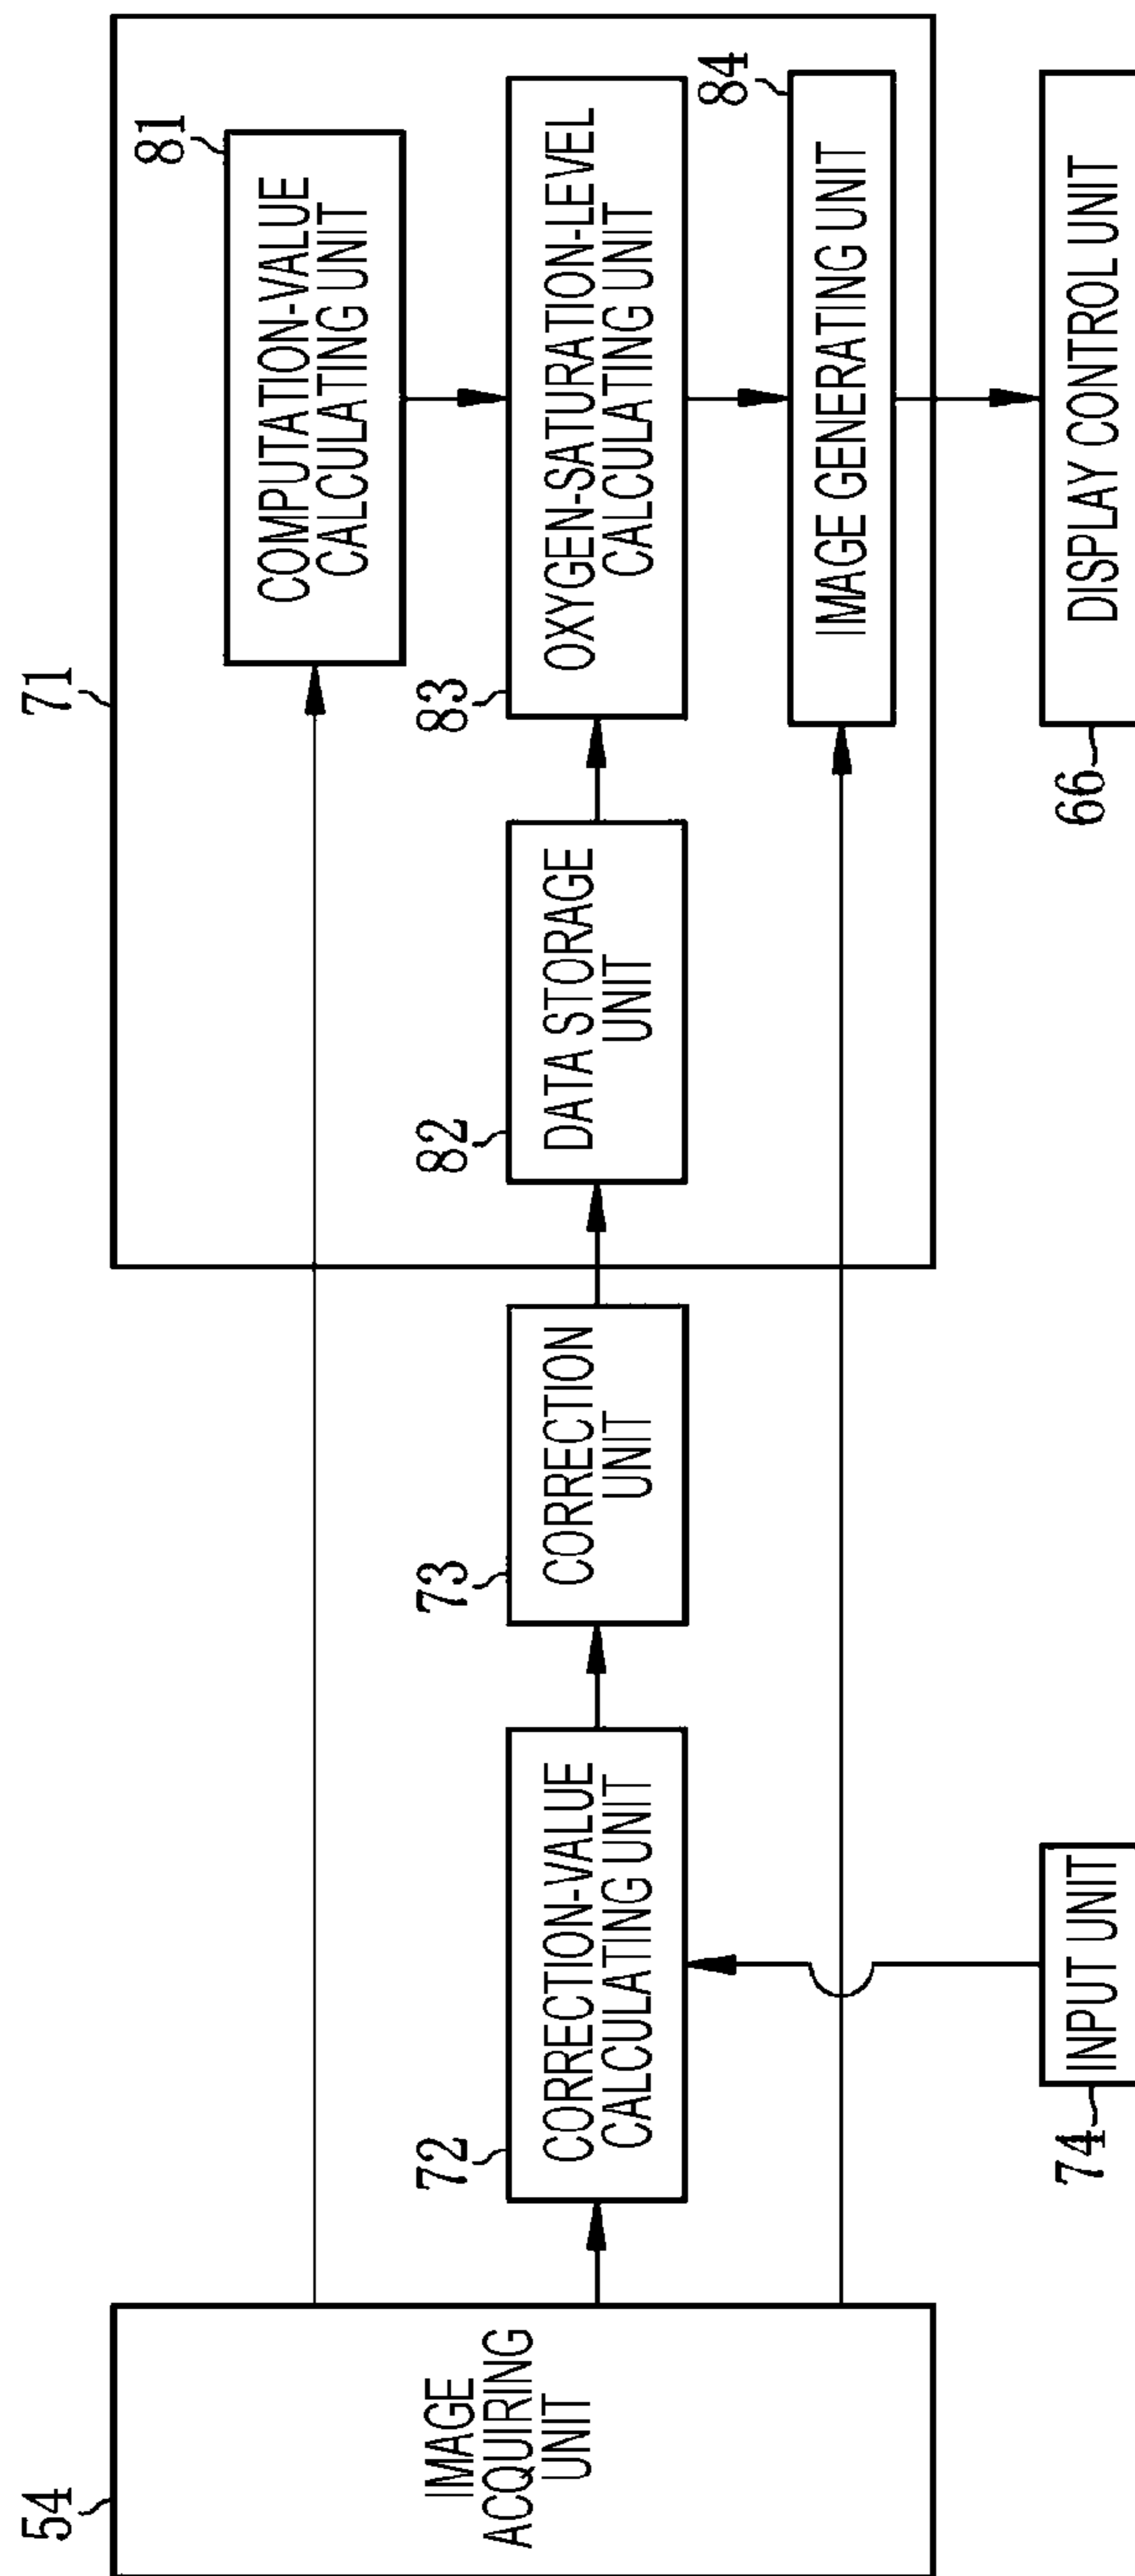 54
IMAGE
ACQUIRING
UNIT
72
CORRECTION-VALUE
CALCULATING UNIT
74
INPUT UNIT
73
CORRECTION
UNIT
71
81
COMPUTATION-VALUE
CALCULATING UNIT
82
DATA STORAGE
UNIT
83
OXYGEN-SATURATION-LEVEL
CALCULATING UNIT
84
IMAGE GENERATING UNIT
66
DISPLAY CONTROL UNIT